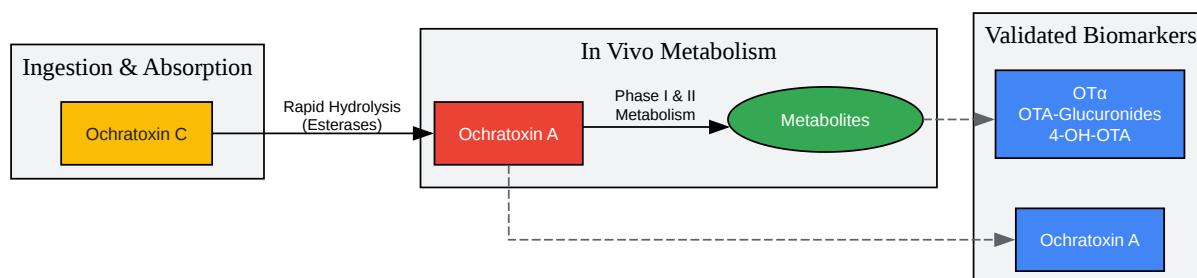 Ingestion & Absorption
Ochratoxin C
Rapid Hydrolysis
(Esterases)
In Vivo Metabolism
Ochratoxin A
Phase I & II
Metabolism
Metabolites
Validated Biomarkers
OTα
OTA-Glucuronides
4-OH-OTA
Ochratoxin A